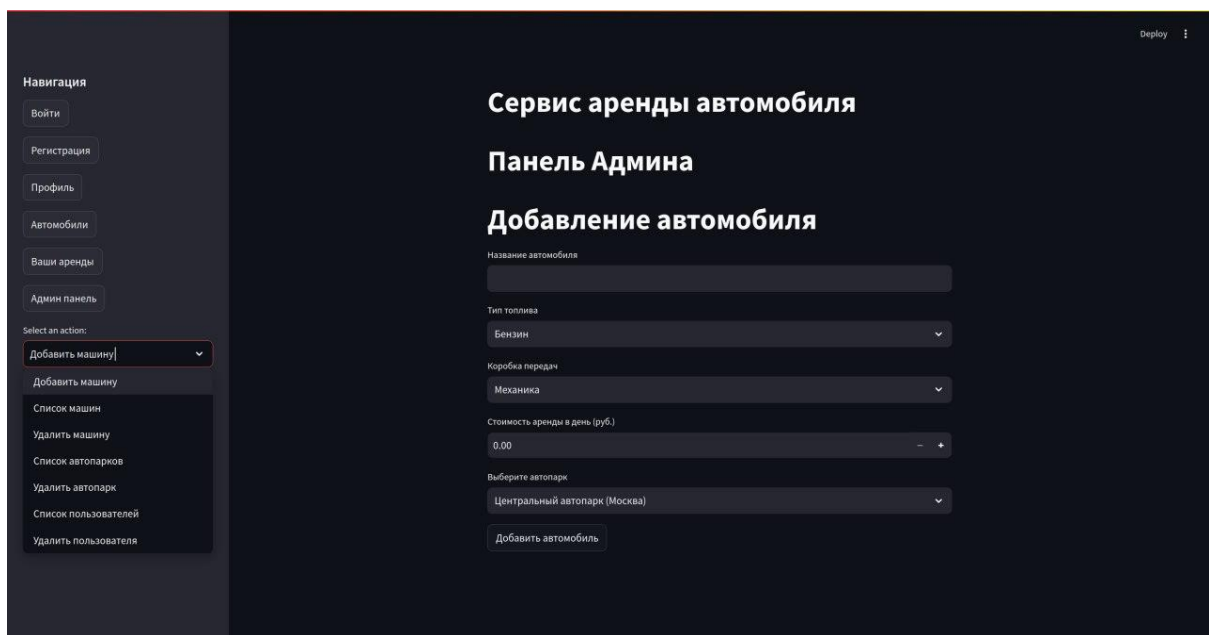 Deploy
Навигация
Войти
Регистрация
Профиль
Автомобили
Ваши аренды
Админ панель
Select an action:
Добавить машину
Добавить машину
Список машин
Удалить машину
Список автопарков
Удалить автопарк
Список пользователей
Удалить пользователя
Сервис аренды автомобиля
Панель Админа
Добавление автомобиля
Название автомобиля
Тип топлива
Бензин
Коробка передач
Механика
Стоимость аренды в день (руб.)
0.00
Выберите автопарк
Центральный автопарк (Москва)
Добавить автомобиль